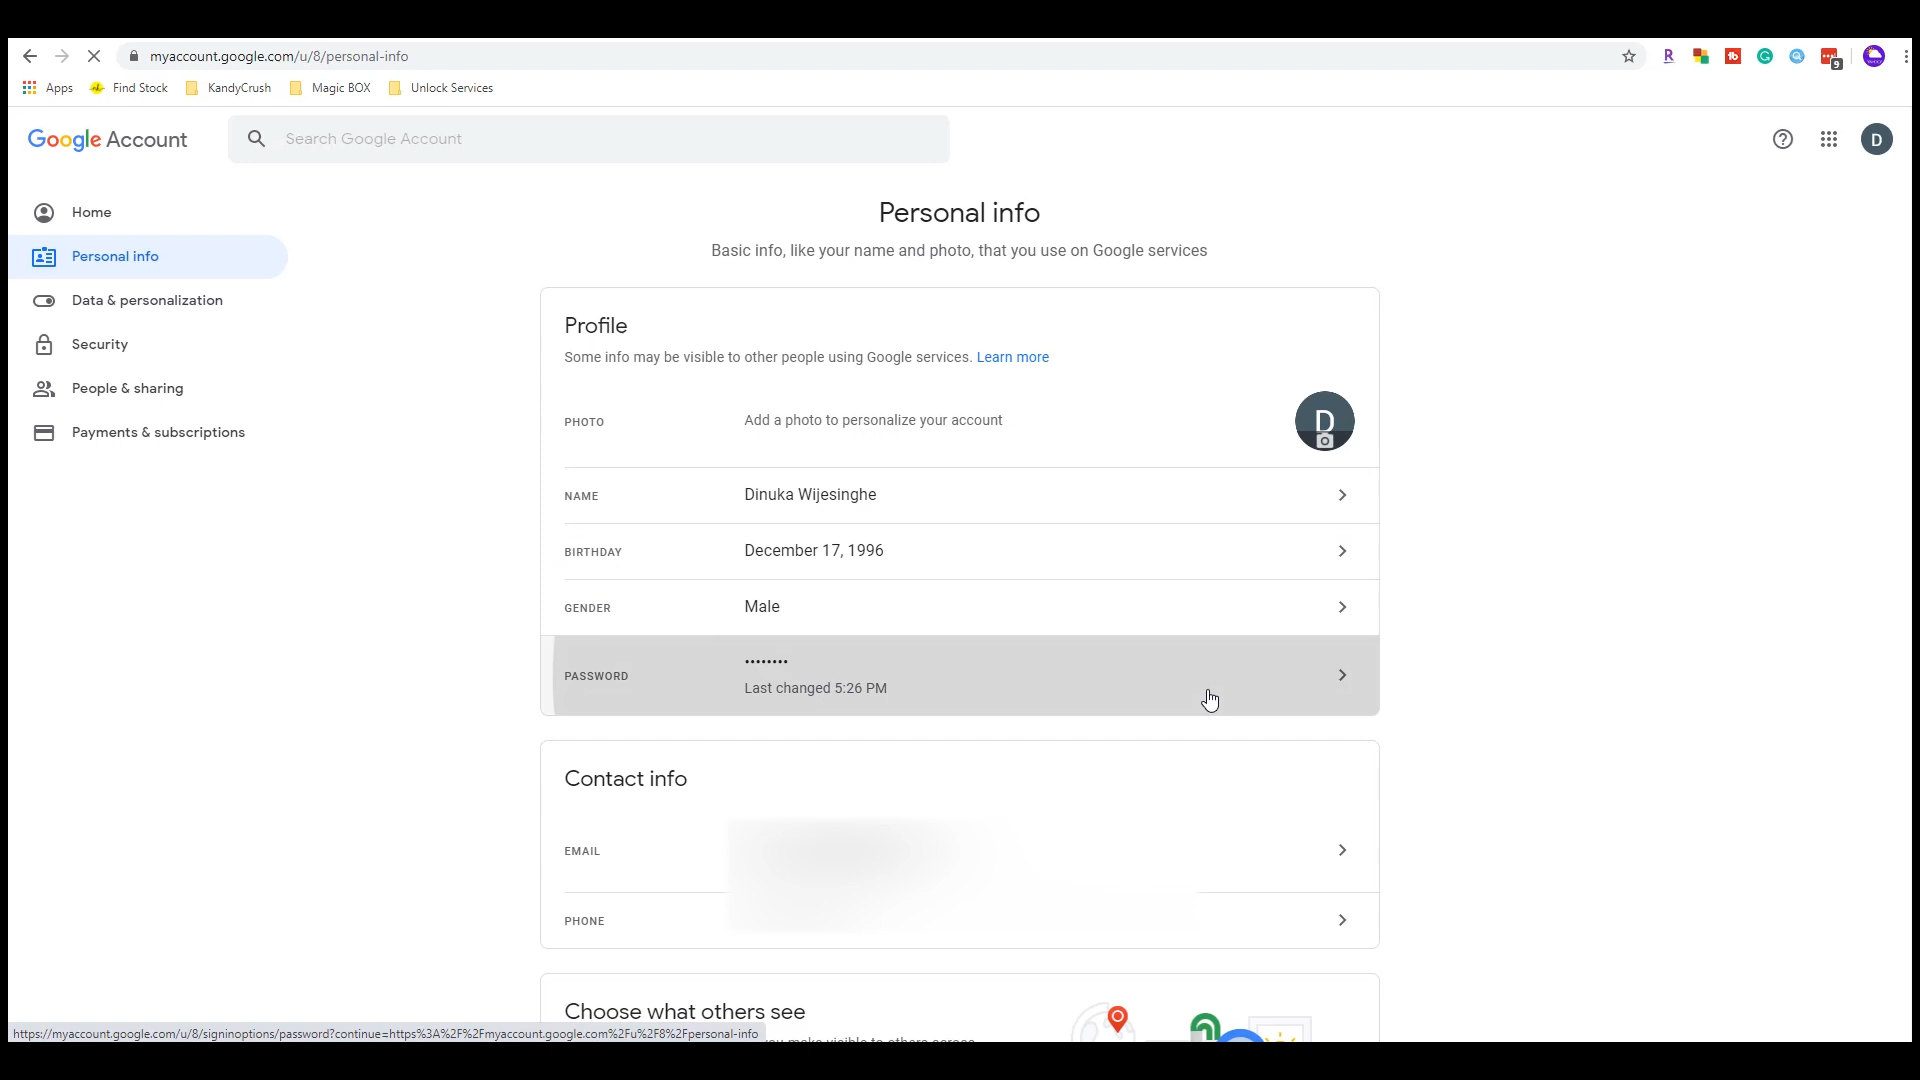 myaccount.google.com/u/8/personal-info
Apps Find Stock KandyCrush Magic BOX Unlock Services
Google Account
Search Google Account
D
Home
Personal info
Data & personalization
Security
People & sharing
Payments & subscriptions
Personal info
Basic info, like your name and photo, that you use on Google services
Profile
Some info may be visible to other people using Google services. Learn more
PHOTO Add a photo to personalize your account D
NAME Dinuka Wijesinghe
BIRTHDAY December 17, 1996
GENDER Male
PASSWORD ••••••••
Last changed 5:26 PM
Contact info
EMAIL
PHONE
Choose what others see
https://myaccount.google.com/u/8/signinoptions/password?continue=https%3A%2F%2Fmyaccount.google.com%2Fu%2F8%2Fpersonal-info